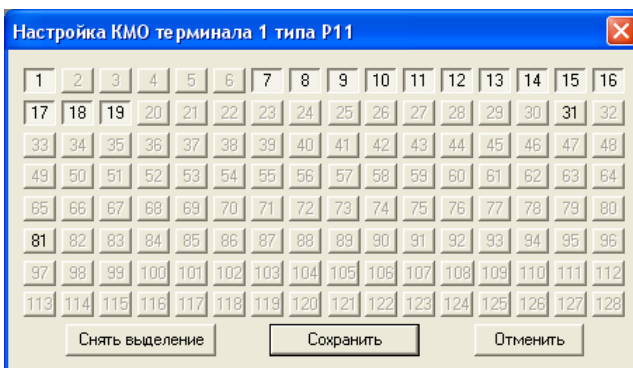 Настройка КМО терминала 1 типа P11
1 2 3 4 5 6 7 8 9 10 11 12 13 14 15 16
17 18 19 20 21 22 23 24 25 26 27 28 29 30 31 32
33 34 35 36 37 38 39 40 41 42 43 44 45 46 47 48
49 50 51 52 53 54 55 56 57 58 59 60 61 62 63 64
65 66 67 68 69 70 71 72 73 74 75 76 77 78 79 80
81 82 83 84 85 86 87 88 89 90 91 92 93 94 95 96
97 98 99 100 101 102 103 104 105 106 107 108 109 110 111 112
113 114 115 116 117 118 119 120 121 122 123 124 125 126 127 128
Снять выделение Сохранить Отменить